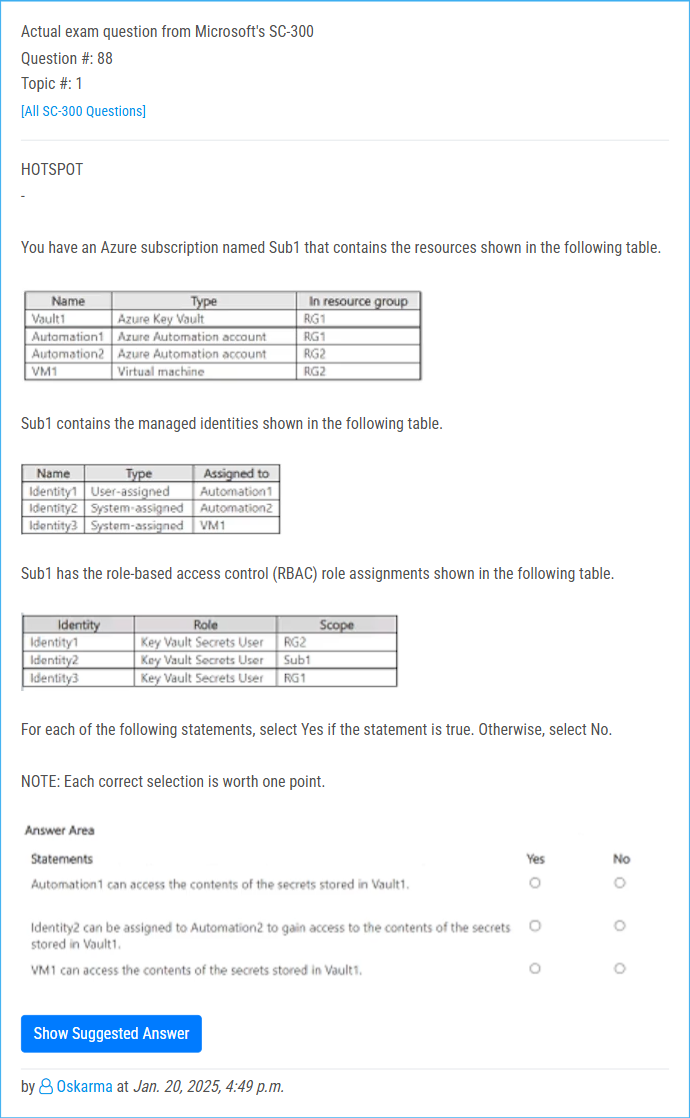 Actual exam question from Microsoft's SC-300
Question #: 88
Topic #: 1
[All SC-300 Questions]
HOTSPOT
-
You have an Azure subscription named Sub1 that contains the resources shown in the following table.
Name Type In resource group
Vault1 Azure Key Vault RG1
Automation1 Azure Automation account RG1
Automation2 Azure Automation account RG2
VM1 Virtual machine RG2
Sub1 contains the managed identities shown in the following table.
Name Type Assigned to
Identity1 User-assigned Automation1
Identity2 System-assigned Automation2
Identity3 System-assigned VM1
Sub1 has the role-based access control (RBAC) role assignments shown in the following table.
Identity Role Scope
Identity1 Key Vault Secrets User RG2
Identity2 Key Vault Secrets User Sub1
Identity3 Key Vault Secrets User RG1
For each of the following statements, select Yes if the statement is true. Otherwise, select No.
NOTE: Each correct selection is worth one point.
Answer Area
Statements Yes No
Automation1 can access the contents of the secrets stored in Vault1.
Identity2 can be assigned to Automation2 to gain access to the contents of the secrets
stored in Vault1.
VM1 can access the contents of the secrets stored in Vault1.
Show Suggested Answer
by Oskarma at Jan. 20, 2025, 4:49 p.m.